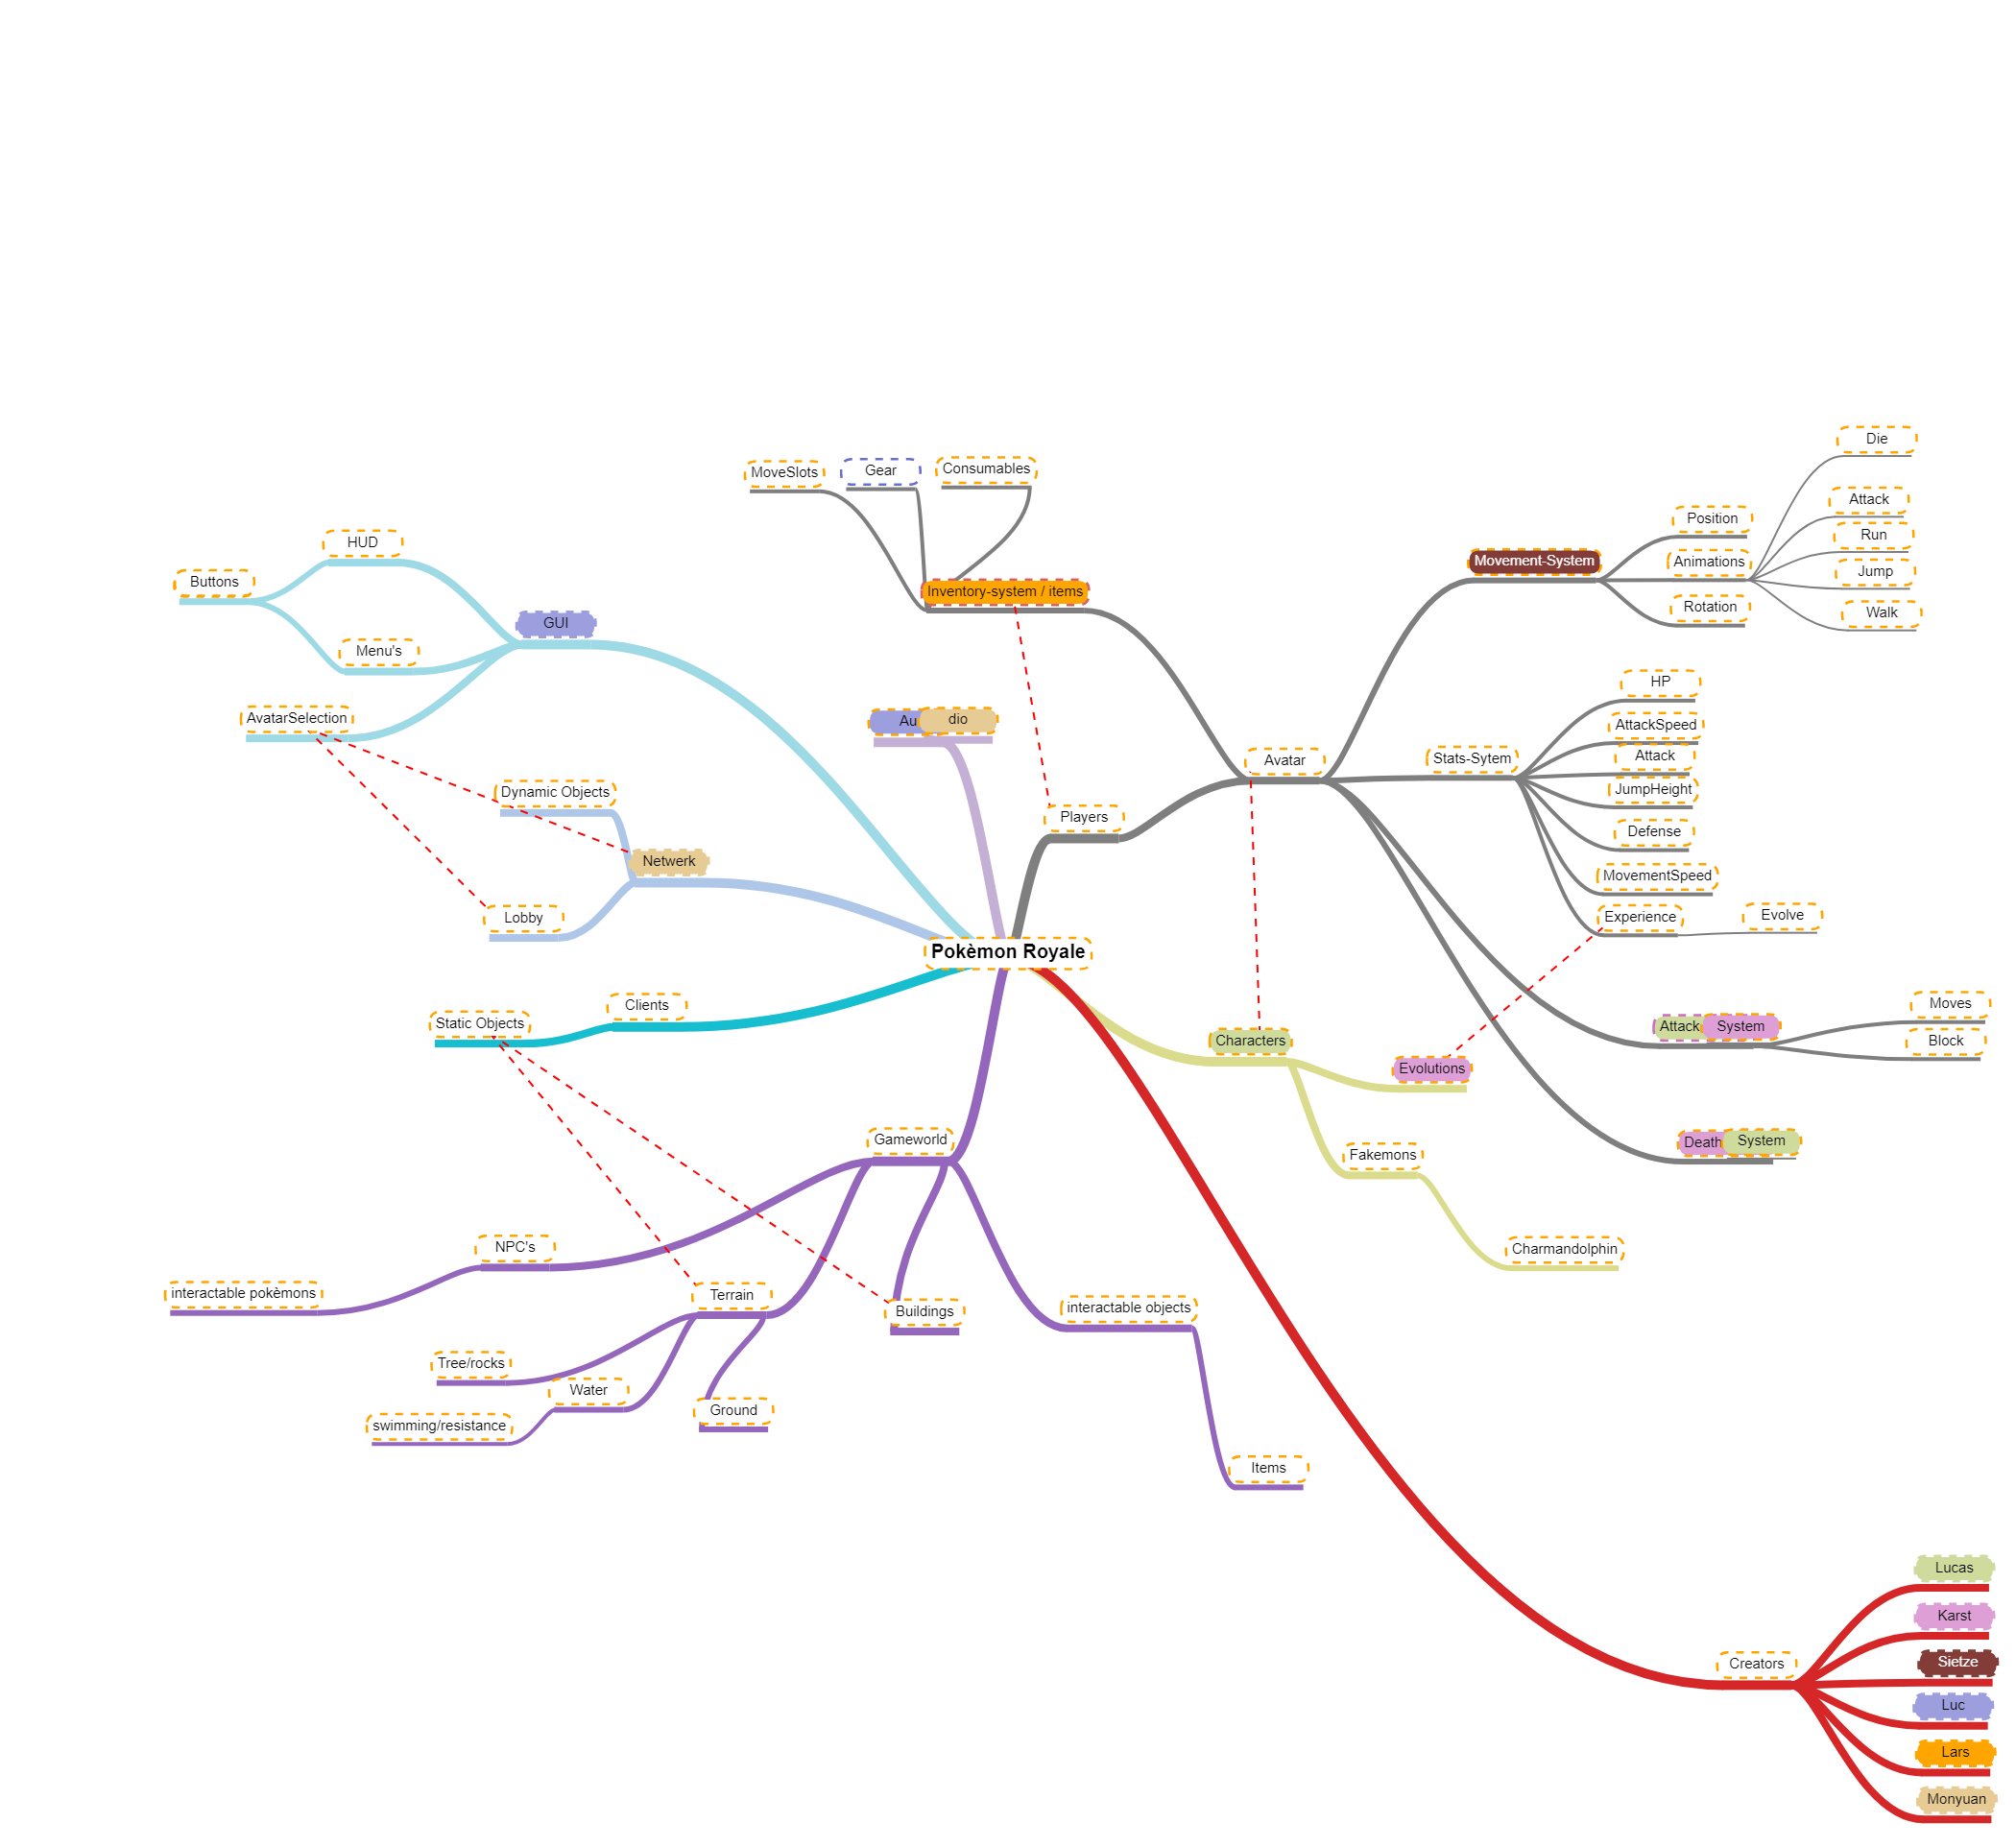 Die
MoveSlots
Gear
Consumables
Attack
Position
Run
HUD
Animations
Movement-System
Jump
Buttons
Inventory-system / items
Rotation
Walk
GUI
Menu's
HP
AvatarSelection
Au
dio
AttackSpeed
Attack
Avatar
Stats-Sytem
JumpHeight
Dynamic Objects
Players
Defense
Netwerk
MovementSpeed
Lobby
Experience
Evolve
Pokèmon Royale
Clients
Moves
Static Objects
Attack
System
Characters
Block
Evolutions
Gameworld
Death
System
Fakemons
NPC's
Charmandolphin
interactable pokèmons
Terrain
Buildings
interactable objects
Tree/rocks
Water
Ground
swimming/resistance
Items
Lucas
Karst
Creators
Sietze
Luc
Lars
Monyuan